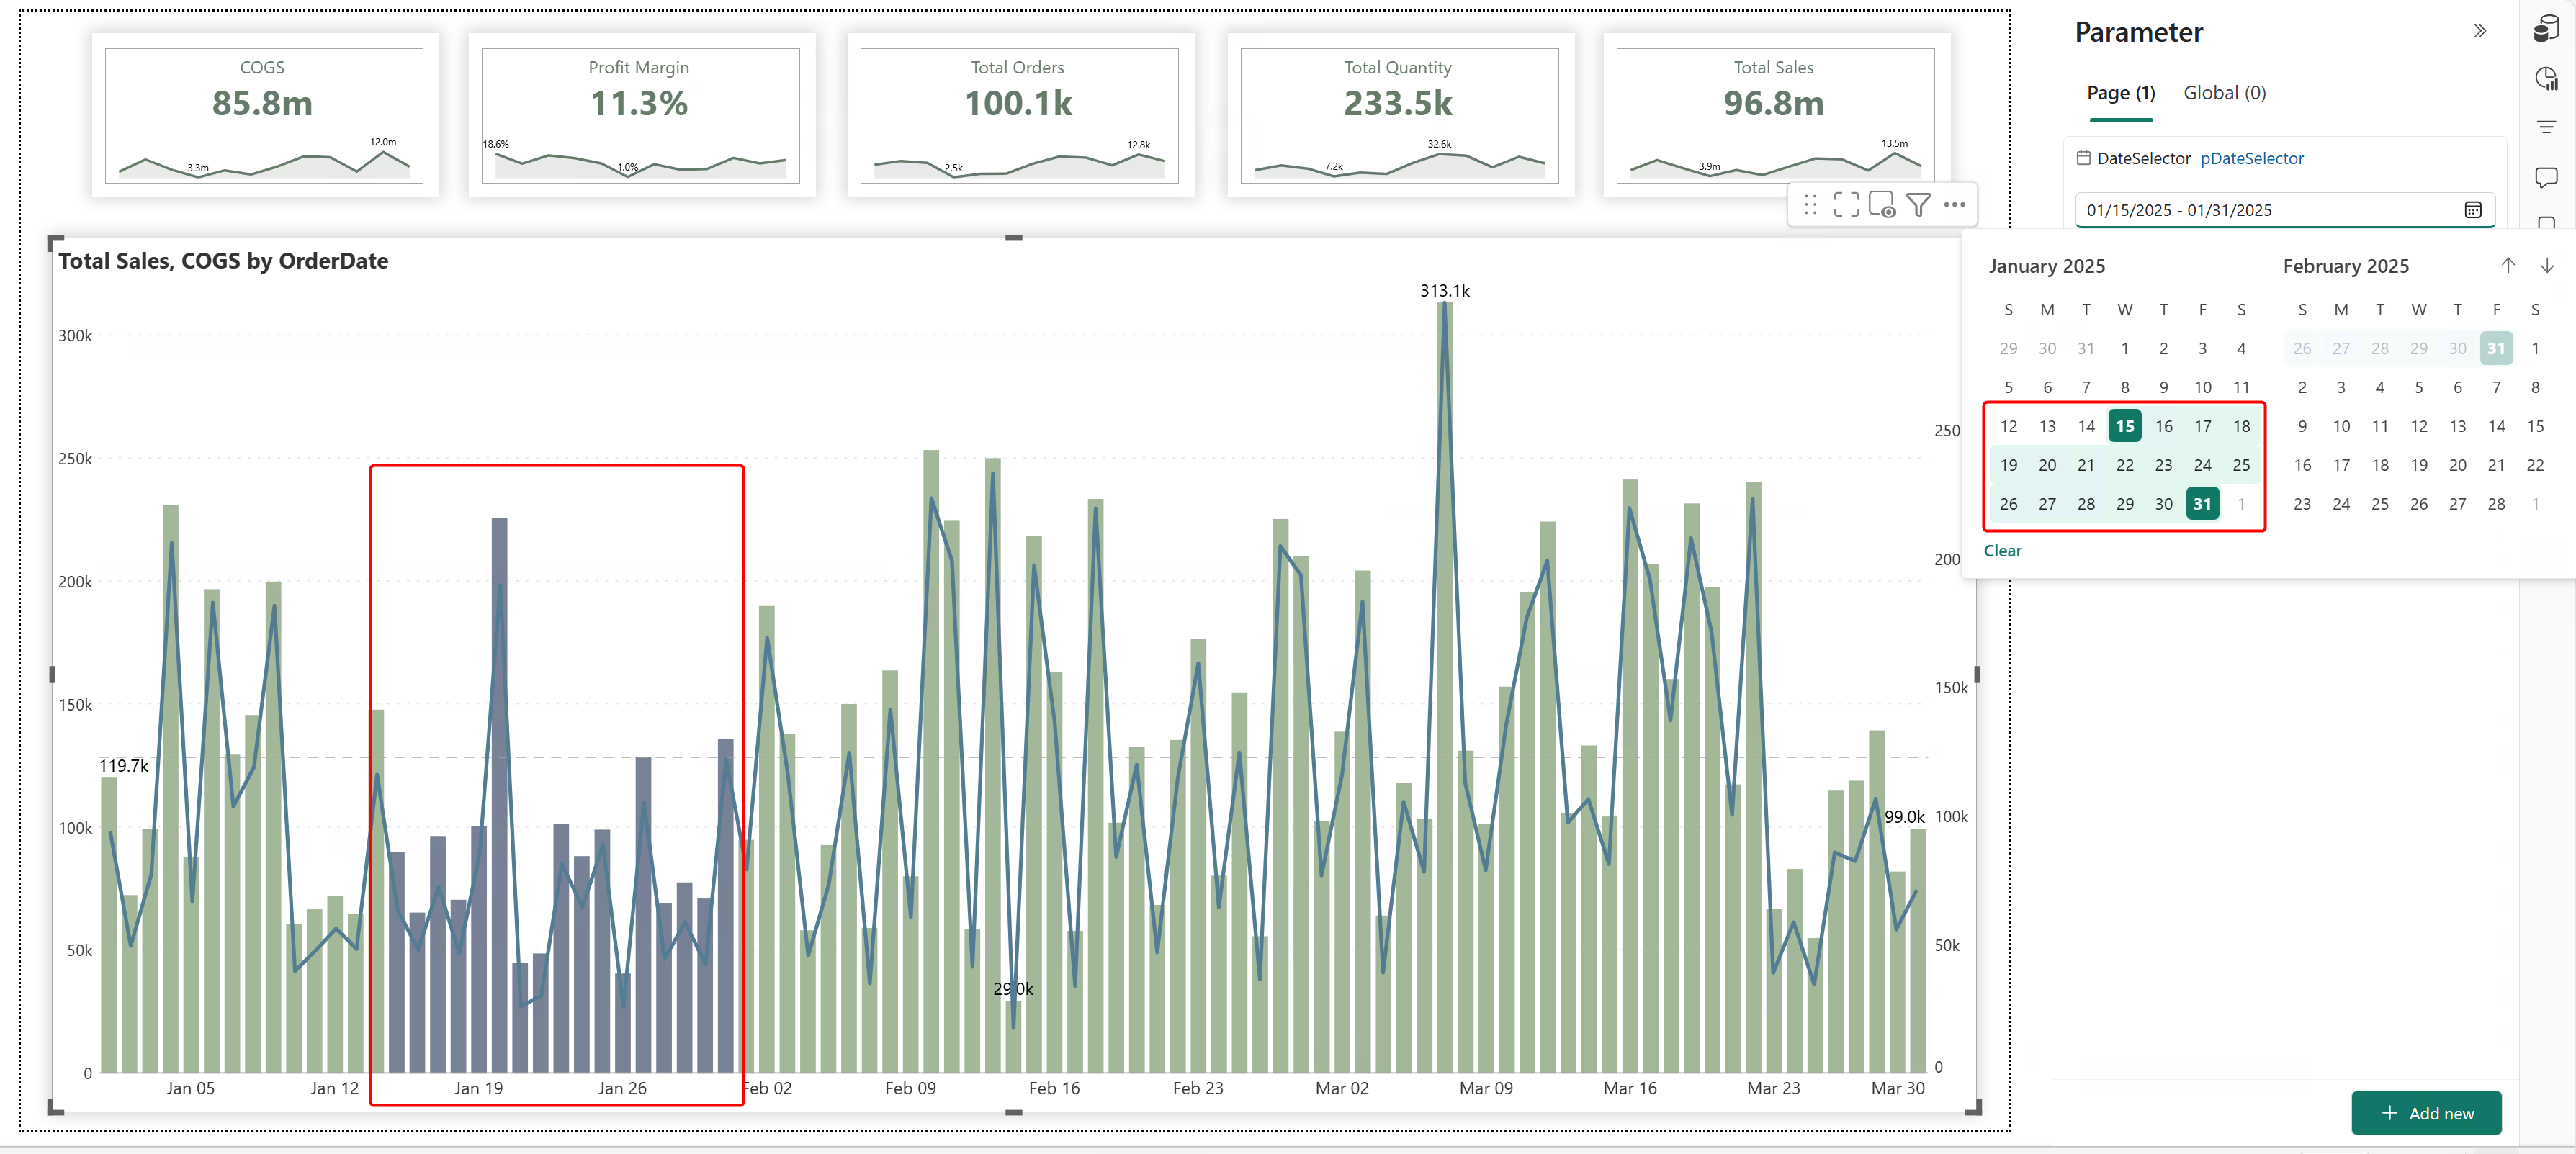 COGS
85.8m
3.3m
12.0m
Profit Margin
11.3%
18.6%
1.0%
Total Orders
100.1k
2.5k
12.8k
Total Quantity
233.5k
7.2k
32.6k
Total Sales
96.8m
3.9m
13.5m
Total Sales, COGS by OrderDate
300k
250k
200k
150k
100k
50k
0
119.7k
29.0k
313.1k
99.0k
250
200
150k
100k
50k
0
Jan 05 Jan 12 Jan 19 Jan 26 Feb 02 Feb 09 Feb 16 Feb 23 Mar 02 Mar 09 Mar 16 Mar 23 Mar 30
Parameter
Page (1) Global (0)
DateSelector pDateSelector
01/15/2025 - 01/31/2025
January 2025
S M T W T F S
29 30 31 1 2 3 4
5 6 7 8 9 10 11
12 13 14 15 16 17 18
19 20 21 22 23 24 25
26 27 28 29 30 31 1
Clear
February 2025
S M T W T F S
26 27 28 29 30 31 1
2 3 4 5 6 7 8
9 10 11 12 13 14 15
16 17 18 19 20 21 22
23 24 25 26 27 28 1
Add new